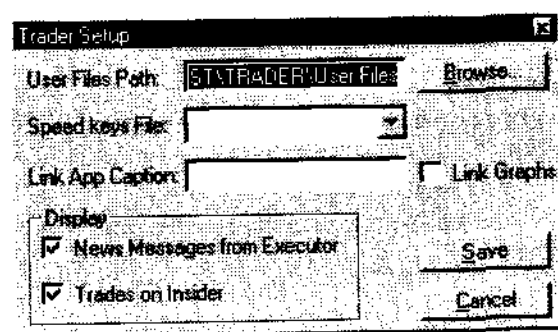 Trader Setup
User Files Path: ST\TRADER\User Files Browse...
Speed keys File:
Link App Caption: Link Graphs
Display
News Messages from Executor
Save
Trades on Insider
Cancel